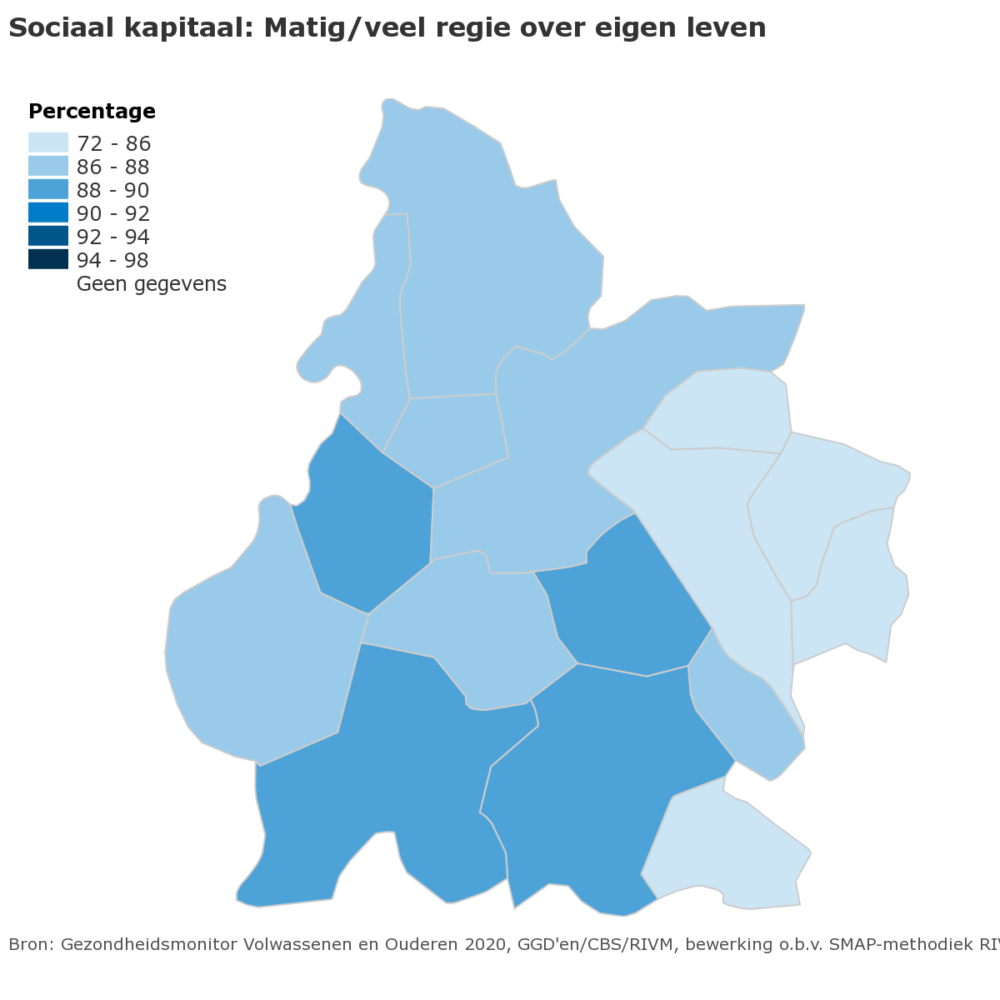 Sociaal kapitaal: Matig/veel regie over eigen leven
Percentage
72 - 86
86 - 88
88 - 90
90 - 92
92 - 94
94 - 98
Geen gegevens
Bron: Gezondheidsmonitor Volwassenen en Ouderen 2020, GGD'en/CBS/RIVM, bewerking o.b.v. SMAP-methodiek RIV